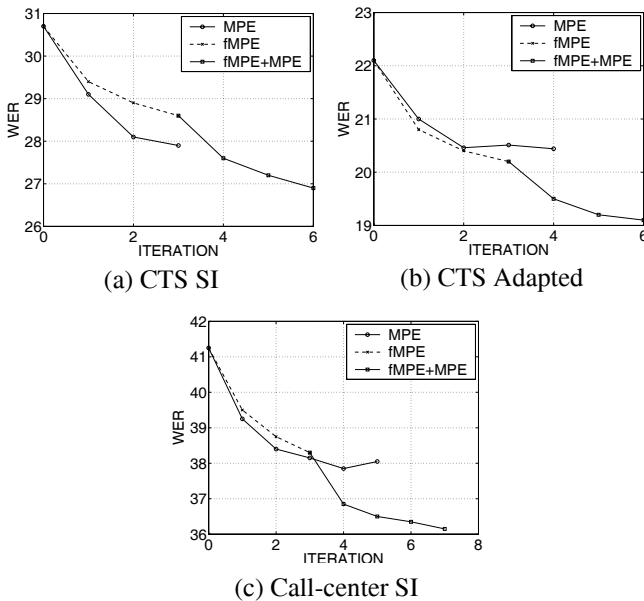 31
30
29
28
27
26
WER
0
2
4
6
ITERATION
MPE
fMPE
fMPE+MPE
(a) CTS SI
23
22
21
20
19
WER
0
2
4
6
ITERATION
MPE
fMPE
fMPE+MPE
(b) CTS Adapted
42
41
40
39
38
37
36
WER
0
2
4
6
8
ITERATION
MPE
fMPE
fMPE+MPE
(c) Call-center SI